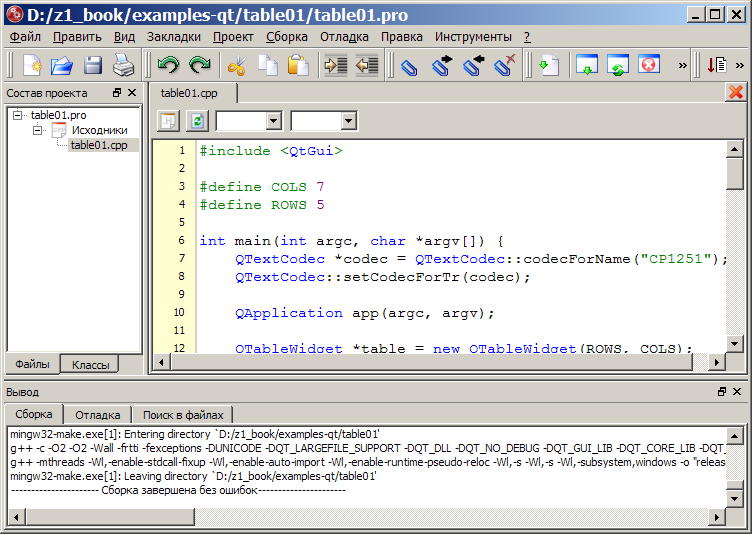 D:/z1_book/examples-qt/table01/table01.pro
Файл Править Вид Закладки Проект Сборка Отладка Правка Инструменты ?
Состав проекта
table01.pro
Исходники
table01.cpp
Файлы Классы
table01.cpp
1 #include <QtGui>
2
3 #define COLS 7
4 #define ROWS 5
5
6 int main(int argc, char *argv[]) {
7 QTextCodec *codec = QTextCodec::codecForName("CP1251");
8 QTextCodec::setCodecForTr(codec);
9
10 QApplication app(argc, argv);
11
12 QTableWidget *table = new QTableWidget(ROWS, COLS);
Вывод
Сборка Отладка Поиск в файлах
mingw32-make.exe[1]: Entering directory `D:/z1_book/examples-qt/table01'
g++ -c -O2 -O2 -Wall -frtti -fexceptions -DUNICODE -DQT_LARGEFILE_SUPPORT -DQT_DLL -DQT_NO_DEBUG -DQT_GUI_LIB -DQT_CORE_LIB -DQT_
g++ -mthreads -Wl,-enable-stdcall-fixup -Wl,-enable-auto-import -Wl,-enable-runtime-pseudo-reloc -Wl,-s -Wl,-s -Wl,-subsystem,windows -o "releas
mingw32-make.exe[1]: Leaving directory `D:/z1_book/examples-qt/table01'
---------------------- Сборка завершена без ошибок----------------------